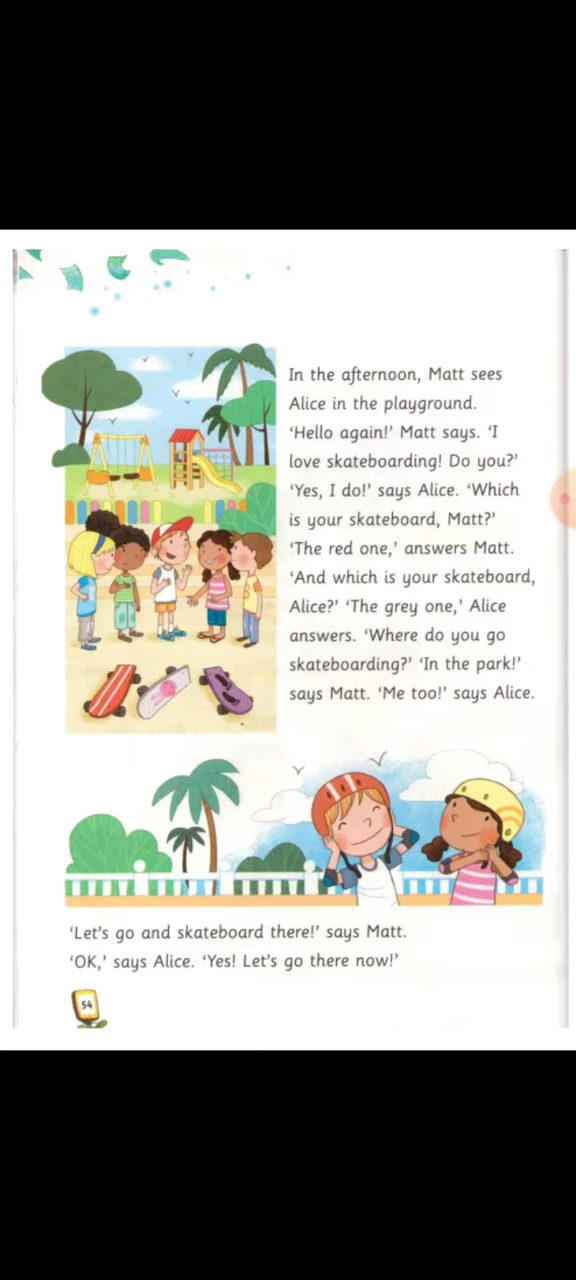 In the afternoon, Matt sees
Alice in the playground.
‘Hello again!’ Matt says. ‘I
love skateboarding! Do you?’
‘Yes, I do!’ says Alice. ‘Which
is your skateboard, Matt?’
‘The red one,’ answers Matt.
‘And which is your skateboard,
Alice?’ ‘The grey one,’ Alice
answers. ‘Where do you go
skateboarding?’ ‘In the park!’
says Matt. ‘Me too!’ says Alice.
‘Let’s go and skateboard there!’ says Matt.
‘OK,’ says Alice. ‘Yes! Let’s go there now!’
54